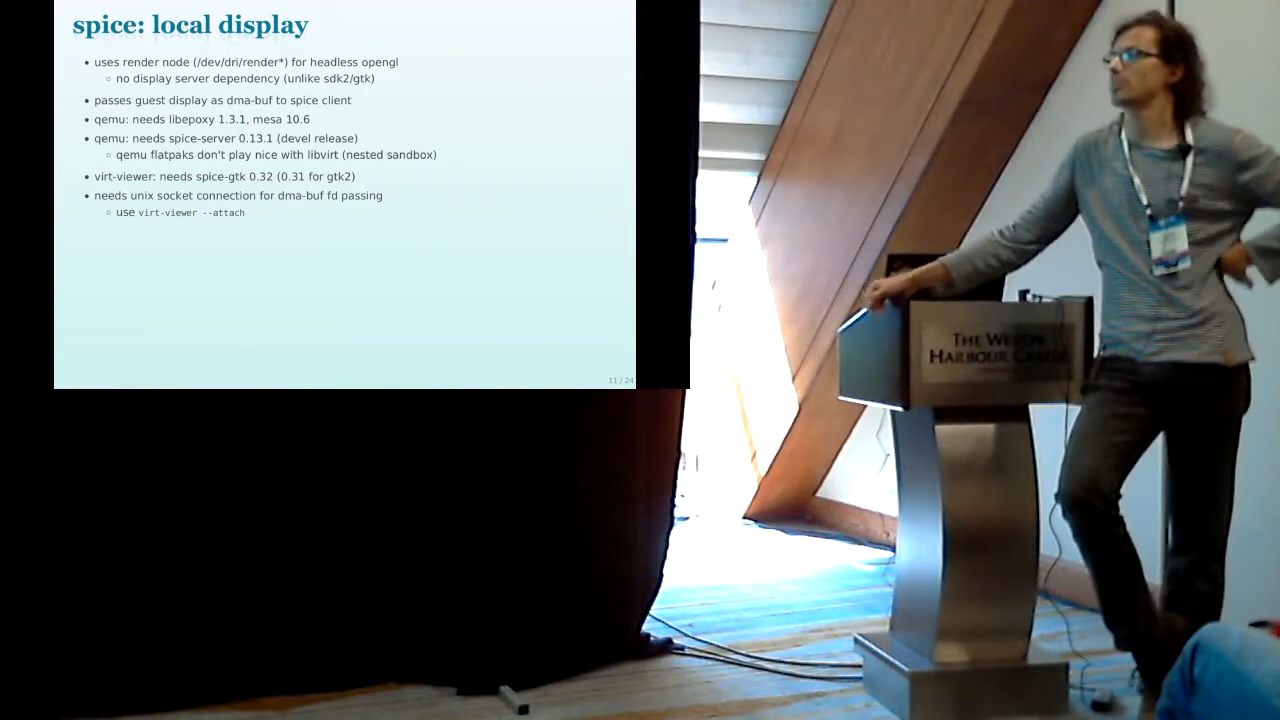 spice: local display
• uses render node (/dev/dri/render*) for headless opengl
◦ no display server dependency (unlike sdk2/gtk)
• passes guest display as dma-buf to spice client
• qemu: needs libepoxy 1.3.1, mesa 10.6
• qemu: needs spice-server 0.13.1 (devel release)
◦ qemu flatpaks don't play nice with libvirt (nested sandbox)
• virt-viewer: needs spice-gtk 0.32 (0.31 for gtk2)
• needs unix socket connection for dma-buf fd passing
◦ use virt-viewer --attach
11 / 24
THE WESTIN
HARBOUR CASTLE